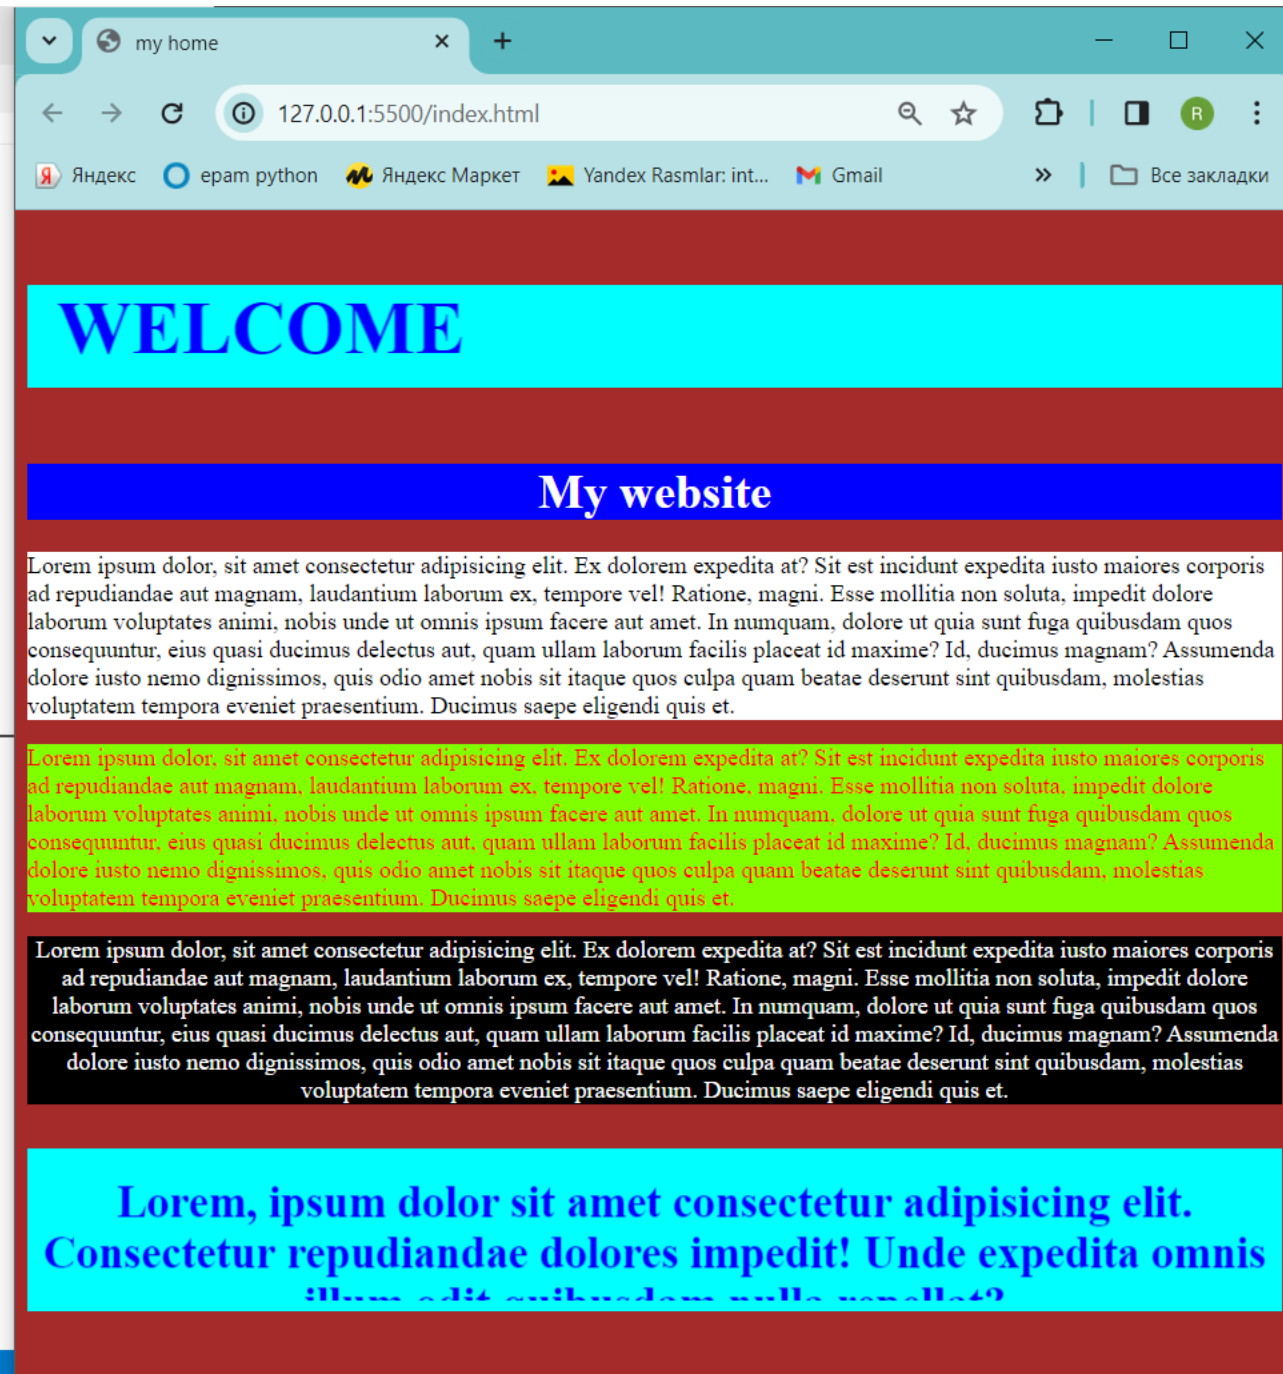 my home
127.0.0.1:5500/index.html
R
Я Яндекс epam python Яндекс Маркет Yandex Rasmlar: int... Gmail » Все закладки
WELCOME
My website
Lorem ipsum dolor, sit amet consectetur adipisicing elit. Ex dolorem expedita at? Sit est incidunt expedita iusto maiores corporis
ad repudiandae aut magnam, laudantium laborum ex, tempore vel! Ratione, magni. Esse mollitia non soluta, impedit dolore
laborum voluptates animi, nobis unde ut omnis ipsum facere aut amet. In numquam, dolore ut quia sunt fuga quibusdam quos
consequuntur, eius quasi ducimus delectus aut, quam ullam laborum facilis placeat id maxime? Id, ducimus magnam? Assumenda
dolore iusto nemo dignissimos, quis odio amet nobis sit itaque quos culpa quam beatae deserunt sint quibusdam, molestias
voluptatem tempora eveniet praesentium. Ducimus saepe eligendi quis et.
Lorem ipsum dolor, sit amet consectetur adipisicing elit. Ex dolorem expedita at? Sit est incidunt expedita iusto maiores corporis
ad repudiandae aut magnam, laudantium laborum ex, tempore vel! Ratione, magni. Esse mollitia non soluta, impedit dolore
laborum voluptates animi, nobis unde ut omnis ipsum facere aut amet. In numquam, dolore ut quia sunt fuga quibusdam quos
consequuntur, eius quasi ducimus delectus aut, quam ullam laborum facilis placeat id maxime? Id, ducimus magnam? Assumenda
dolore iusto nemo dignissimos, quis odio amet nobis sit itaque quos culpa quam beatae deserunt sint quibusdam, molestias
voluptatem tempora eveniet praesentium. Ducimus saepe eligendi quis et.
Lorem ipsum dolor, sit amet consectetur adipisicing elit. Ex dolorem expedita at? Sit est incidunt expedita iusto maiores corporis
ad repudiandae aut magnam, laudantium laborum ex, tempore vel! Ratione, magni. Esse mollitia non soluta, impedit dolore
laborum voluptates animi, nobis unde ut omnis ipsum facere aut amet. In numquam, dolore ut quia sunt fuga quibusdam quos
consequuntur, eius quasi ducimus delectus aut, quam ullam laborum facilis placeat id maxime? Id, ducimus magnam? Assumenda
dolore iusto nemo dignissimos, quis odio amet nobis sit itaque quos culpa quam beatae deserunt sint quibusdam, molestias
voluptatem tempora eveniet praesentium. Ducimus saepe eligendi quis et.
Lorem, ipsum dolor sit amet consectetur adipisicing elit.
Consectetur repudiandae dolores impedit! Unde expedita omnis
illum odit quibusdam nulla repellat?